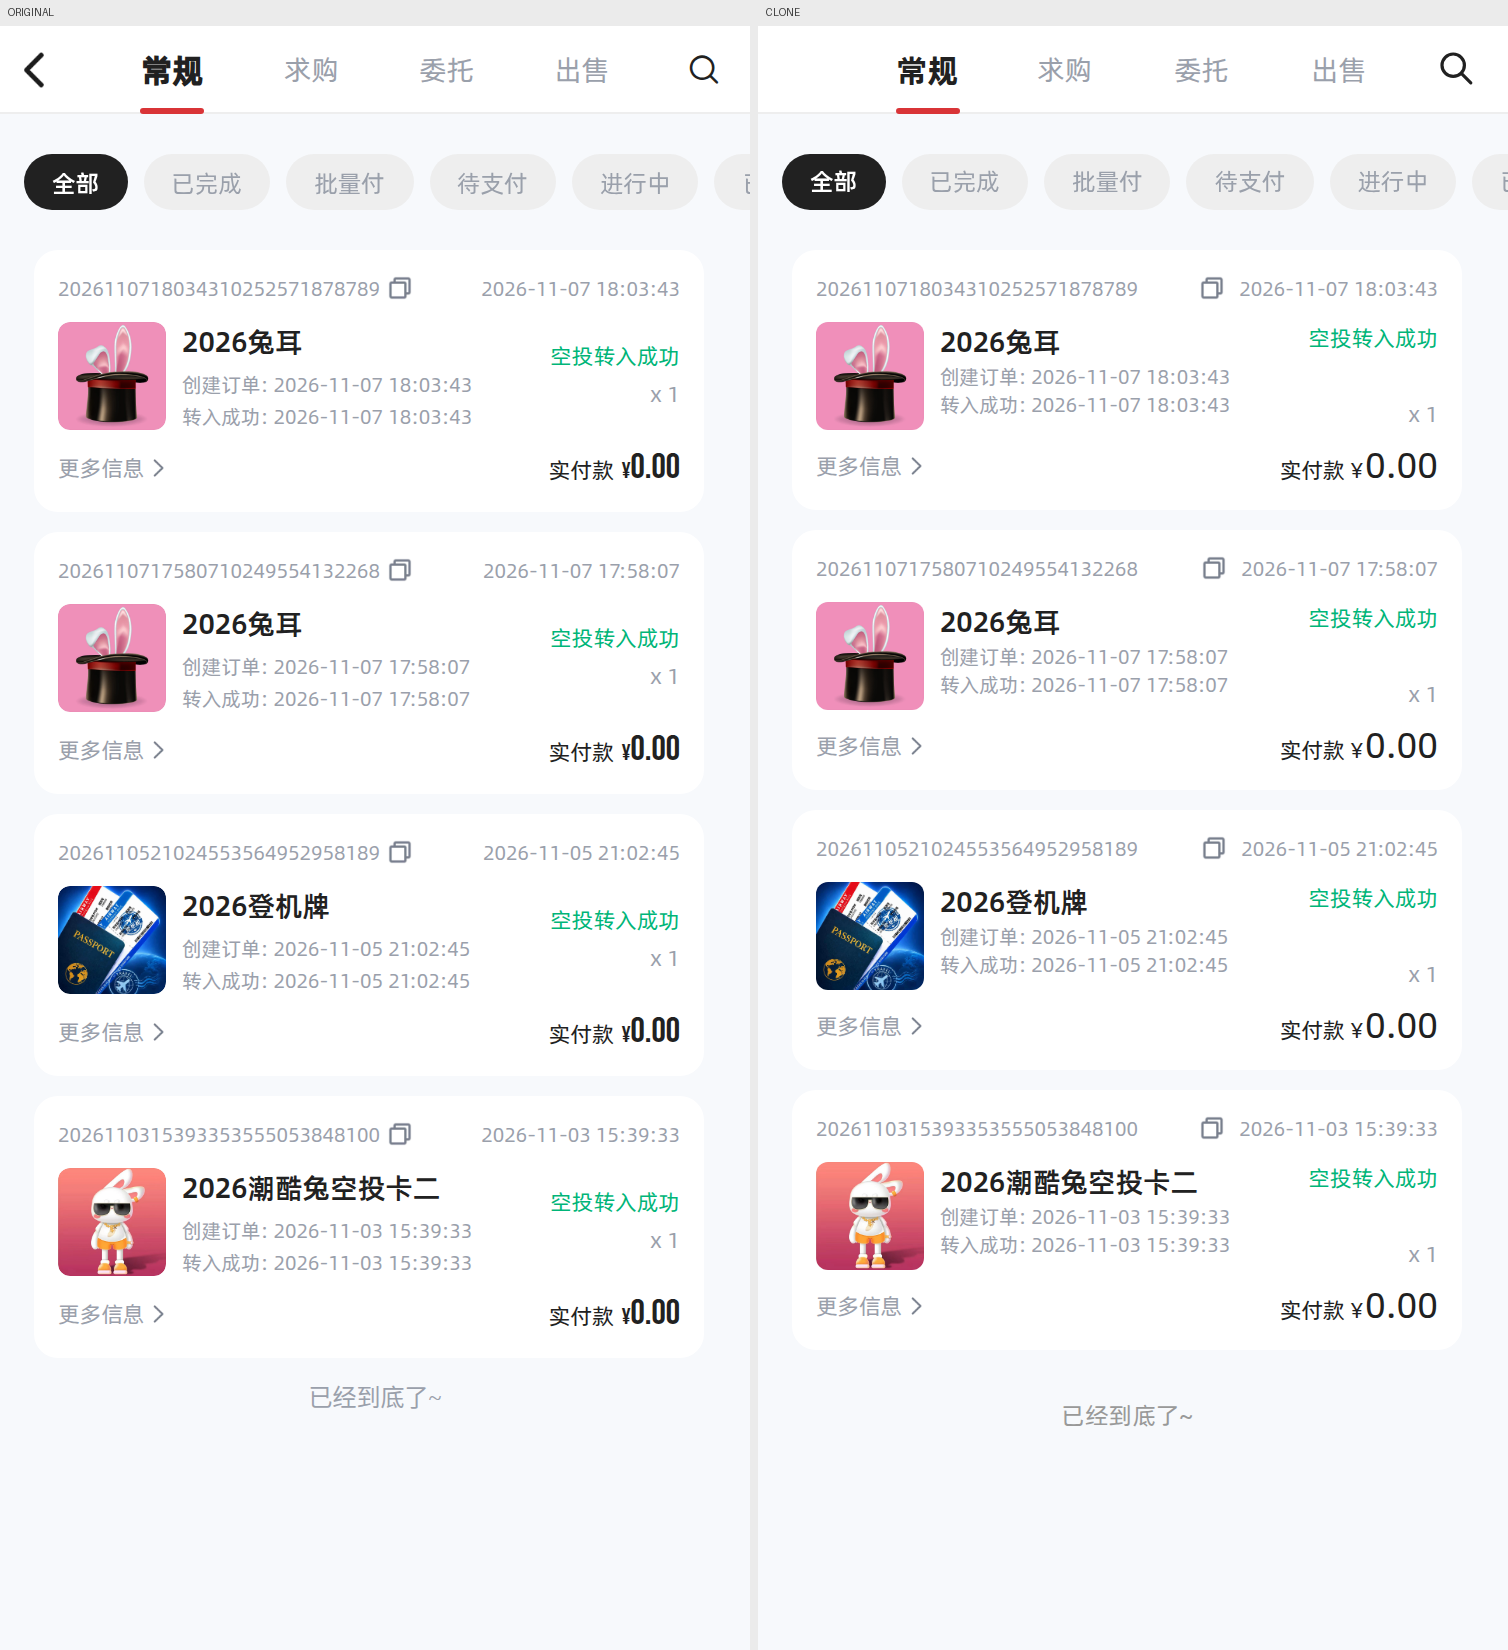 ORIGINAL
常规
求购
委托
出售
全部
已完成
批量付
待支付
进行中
2026110718034310252571878789
2026-11-07 18:03:43
2026兔耳
空投转入成功
创建订单: 2026-11-07 18:03:43
x 1
转入成功: 2026-11-07 18:03:43
更多信息
实付款 ¥0.00
2026110717580710249554132268
2026-11-07 17:58:07
2026兔耳
空投转入成功
创建订单: 2026-11-07 17:58:07
x 1
转入成功: 2026-11-07 17:58:07
更多信息
实付款 ¥0.00
2026110521024553564952958189
2026-11-05 21:02:45
PASSPORT
2026登机牌
空投转入成功
创建订单: 2026-11-05 21:02:45
x 1
转入成功: 2026-11-05 21:02:45
更多信息
实付款 ¥0.00
2026110315393353555053848100
2026-11-03 15:39:33
2026潮酷兔空投卡二
空投转入成功
创建订单: 2026-11-03 15:39:33
x 1
转入成功: 2026-11-03 15:39:33
更多信息
实付款 ¥0.00
已经到底了~
CLONE
常规
求购
委托
出售
全部
已完成
批量付
待支付
进行中
2026110718034310252571878789
2026-11-07 18:03:43
2026兔耳
空投转入成功
创建订单: 2026-11-07 18:03:43
转入成功: 2026-11-07 18:03:43
x 1
更多信息
实付款 ¥0.00
2026110717580710249554132268
2026-11-07 17:58:07
2026兔耳
空投转入成功
创建订单: 2026-11-07 17:58:07
转入成功: 2026-11-07 17:58:07
x 1
更多信息
实付款 ¥0.00
2026110521024553564952958189
2026-11-05 21:02:45
PASSPORT
2026登机牌
空投转入成功
创建订单: 2026-11-05 21:02:45
转入成功: 2026-11-05 21:02:45
x 1
更多信息
实付款 ¥0.00
2026110315393353555053848100
2026-11-03 15:39:33
2026潮酷兔空投卡二
空投转入成功
创建订单: 2026-11-03 15:39:33
转入成功: 2026-11-03 15:39:33
x 1
更多信息
实付款 ¥0.00
已经到底了~